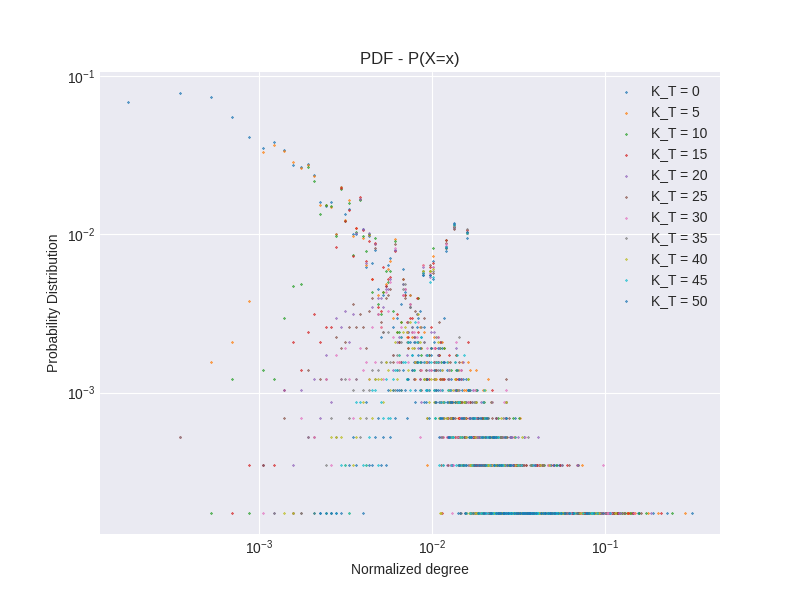 PDF - P(X=x)
Probability Distribution
10⁻¹
10⁻²
10⁻³
10⁻³
10⁻²
10⁻¹
Normalized degree
K_T = 0
K_T = 5
K_T = 10
K_T = 15
K_T = 20
K_T = 25
K_T = 30
K_T = 35
K_T = 40
K_T = 45
K_T = 50